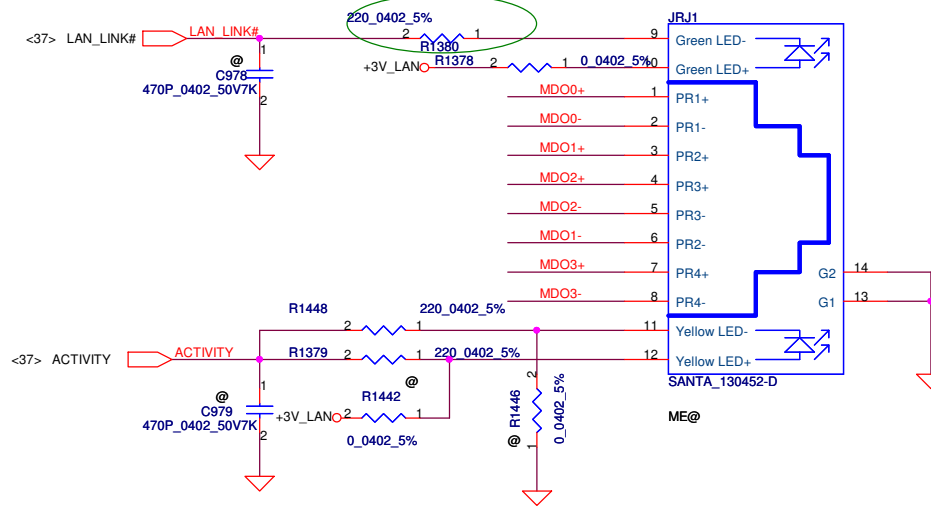 220_0402_5%
JRJ1
<37> LAN_LINK#
LAN_LINK#
2
1
9
Green LED-
R1380
+3V_LAN
R1378
2
1
0_0402_5%
10
Green LED+
1
@
C978
470P_0402_50V7K
2
MDO0+
1
PR1+
MDO0-
2
PR1-
MDO1+
3
PR2+
MDO2+
4
PR3+
MDO2-
5
PR3-
MDO1-
6
PR2-
MDO3+
7
PR4+
G2
14
MDO3-
8
PR4-
G1
13
R1448
2
1
220_0402_5%
11
Yellow LED-
<37> ACTIVITY
ACTIVITY
R1379
2
1
220_0402_5%
12
Yellow LED+
@
SANTA_130452-D
1
@
C979
470P_0402_50V7K
2
R1442
+3V_LAN
2
1
0_0402_5%
2
R1446
0_0402_5%
@
1
ME@